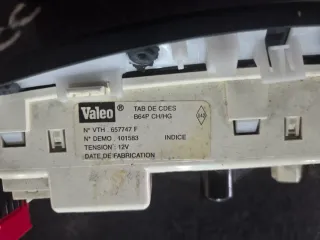 Valeo ®
TAB DE CDES
B64P CH/HG
N° VTH . 657747 F
N° DEMO . 101583 INDICE
TENSION : 12V
DATE DE FABRICATION